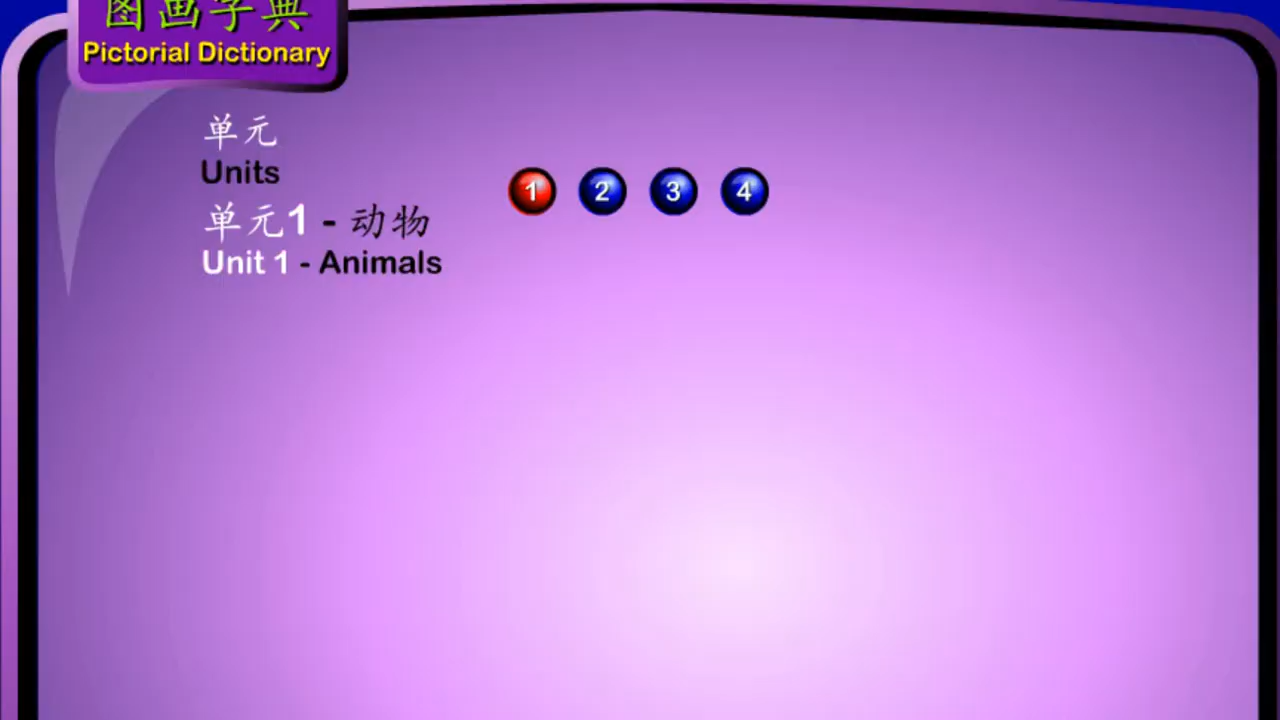 图画字典
Pictorial Dictionary
单元
Units
1 2 3 4
单元1 - 动物
Unit 1 - Animals